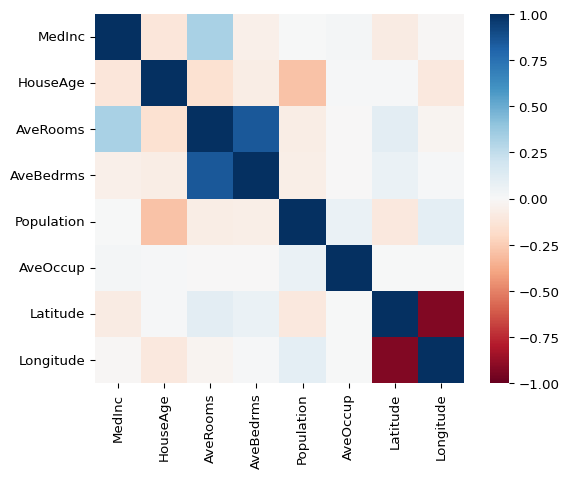 MedInc
HouseAge
AveRooms
AveBedrms
Population
AveOccup
Latitude
Longitude
MedInc
HouseAge
AveRooms
AveBedrms
Population
AveOccup
Latitude
Longitude
1.00
0.75
0.50
0.25
0.00
−0.25
−0.50
−0.75
−1.00